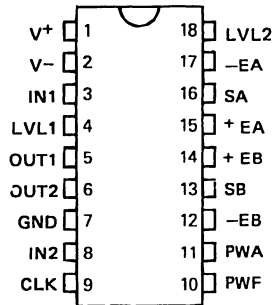 V+ 1 18 LVL2
V− 2 17 −EA
IN1 3 16 SA
LVL1 4 15 +EA
OUT1 5 14 +EB
OUT2 6 13 SB
GND 7 12 −EB
IN2 8 11 PWA
CLK 9 10 PWF